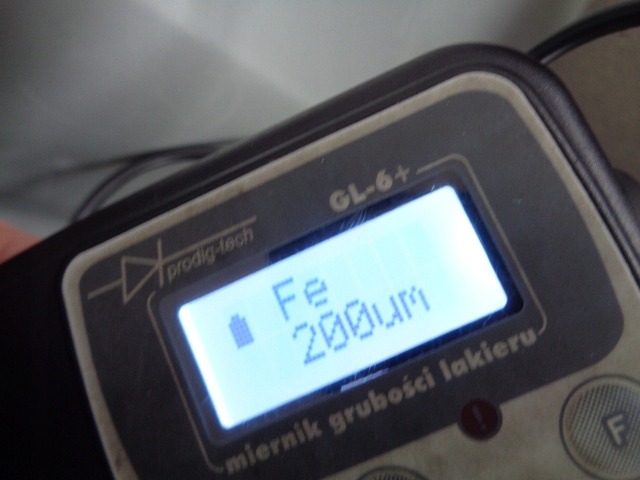 GL-6+
prodig-tech
Fe
200um
miernik grubości lakieru
!
F